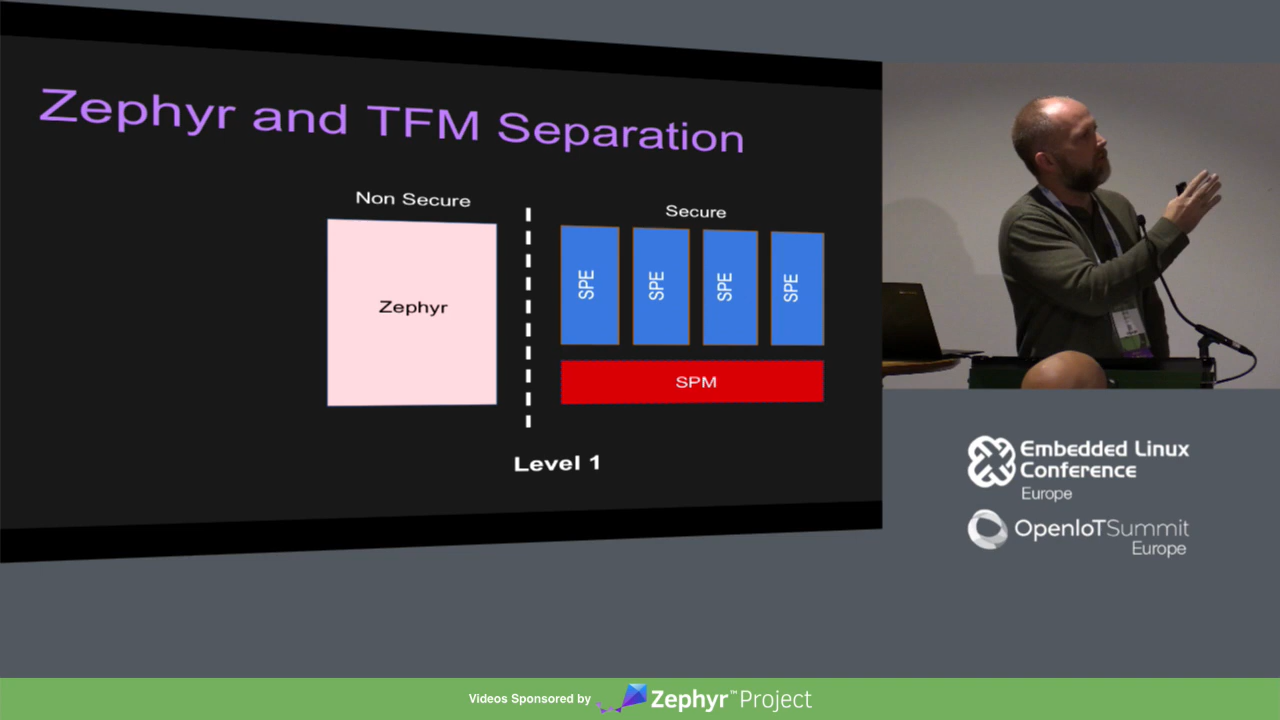 Zephyr and TFM Separation
Non Secure
Secure
Zephyr
SPE
SPE
SPE
SPE
SPM
Level 1
Embedded Linux
Conference
Europe
OpenIoTSummit
Europe
Videos Sponsored by Zephyr™Project